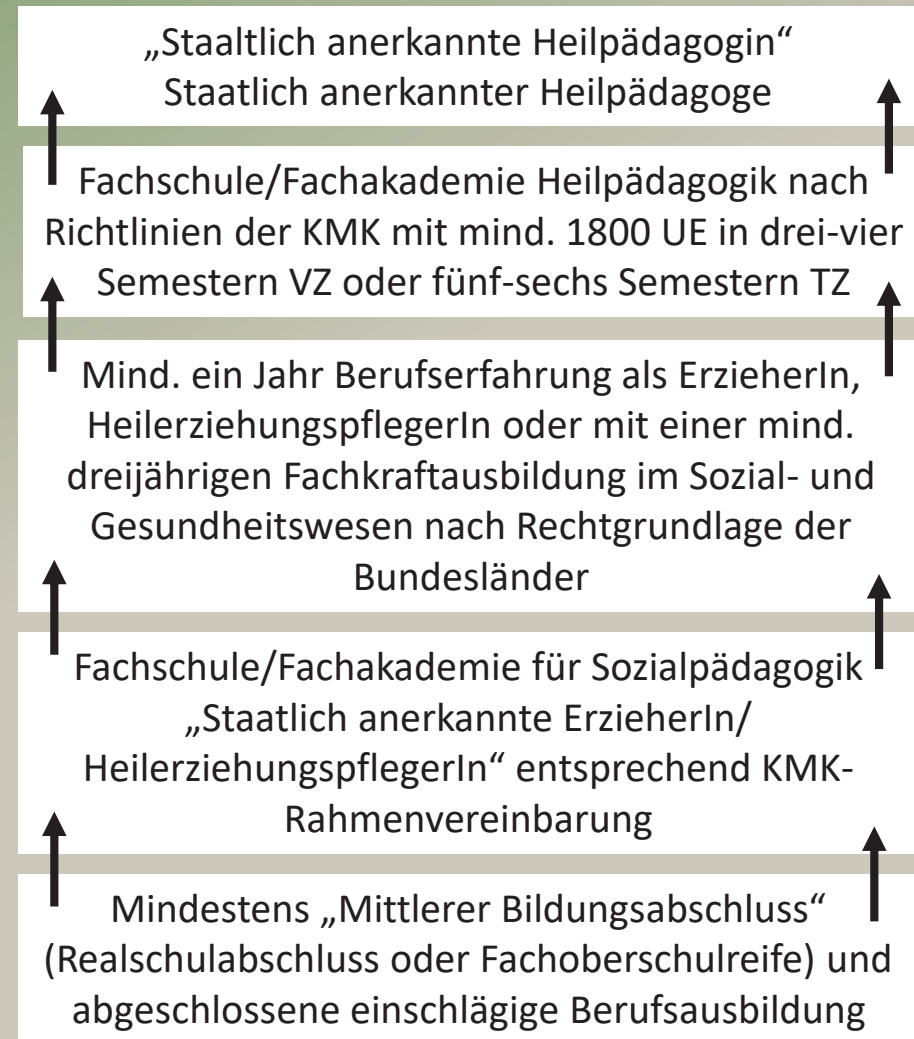 „Staaltlich anerkannte Heilpädagogin“
Staatlich anerkannter Heilpädagoge
Fachschule/Fachakademie Heilpädagogik nach
Richtlinien der KMK mit mind. 1800 UE in drei-vier
Semestern VZ oder fünf-sechs Semestern TZ
Mind. ein Jahr Berufserfahrung als ErzieherIn,
HeilerziehungspflegerIn oder mit einer mind.
dreijährigen Fachkraftausbildung im Sozial- und
Gesundheitswesen nach Rechtgrundlage der
Bundesländer
Fachschule/Fachakademie für Sozialpädagogik
„Staatlich anerkannte ErzieherIn/
HeilerziehungspflegerIn“ entsprechend KMK-
Rahmenvereinbarung
Mindestens „Mittlerer Bildungsabschluss“
(Realschulabschluss oder Fachoberschulreife) und
abgeschlossene einschlägige Berufsausbildung